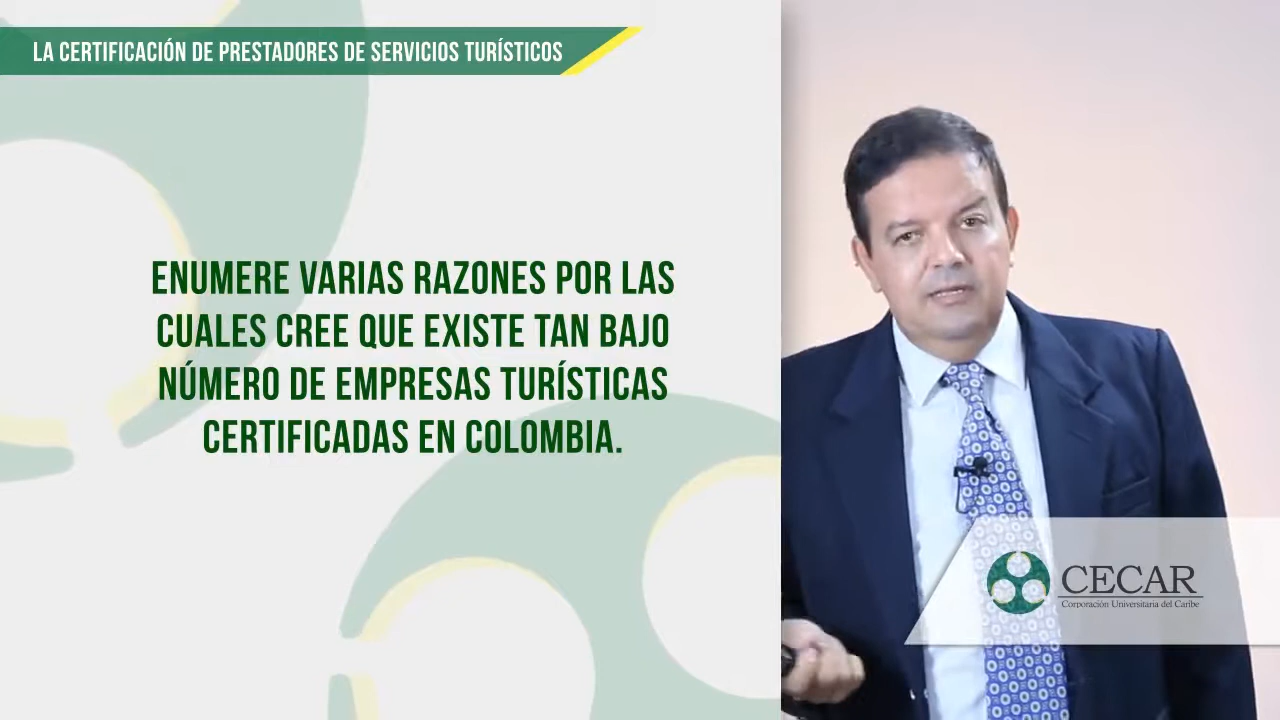 LA CERTIFICACIÓN DE PRESTADORES DE SERVICIOS TURÍSTICOS
ENUMERE VARIAS RAZONES POR LAS
CUALES CREE QUE EXISTE TAN BAJO
NÚMERO DE EMPRESAS TURÍSTICAS
CERTIFICADAS EN COLOMBIA.
CECAR
Corporación Universitaria del Caribe